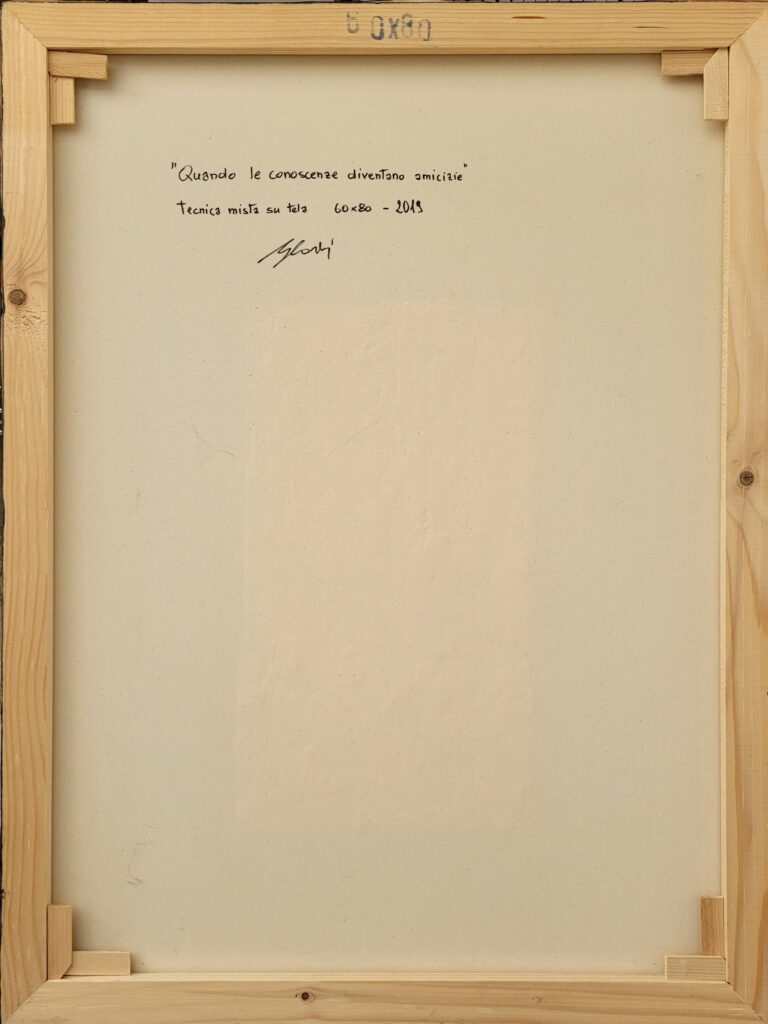 60x80
"Quando le conoscenze diventano amicizie"
Tecnica mista su tela 60x80 - 2019